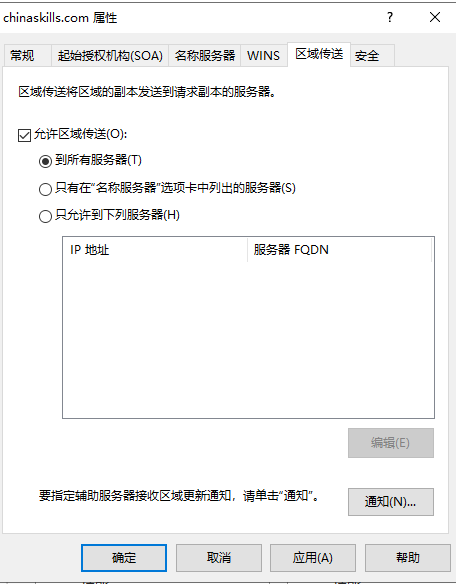 chinaskills.com 属性
?
常规 起始授权机构(SOA) 名称服务器 WINS 区域传送 安全
区域传送将区域的副本发送到请求副本的服务器。
允许区域传送(O):
到所有服务器(T)
只有在“名称服务器”选项卡中列出的服务器(S)
只允许到下列服务器(H)
IP 地址 服务器 FQDN
编辑(E)
要指定辅助服务器接收区域更新通知，请单击“通知”。 通知(N)...
确定 取消 应用(A) 帮助